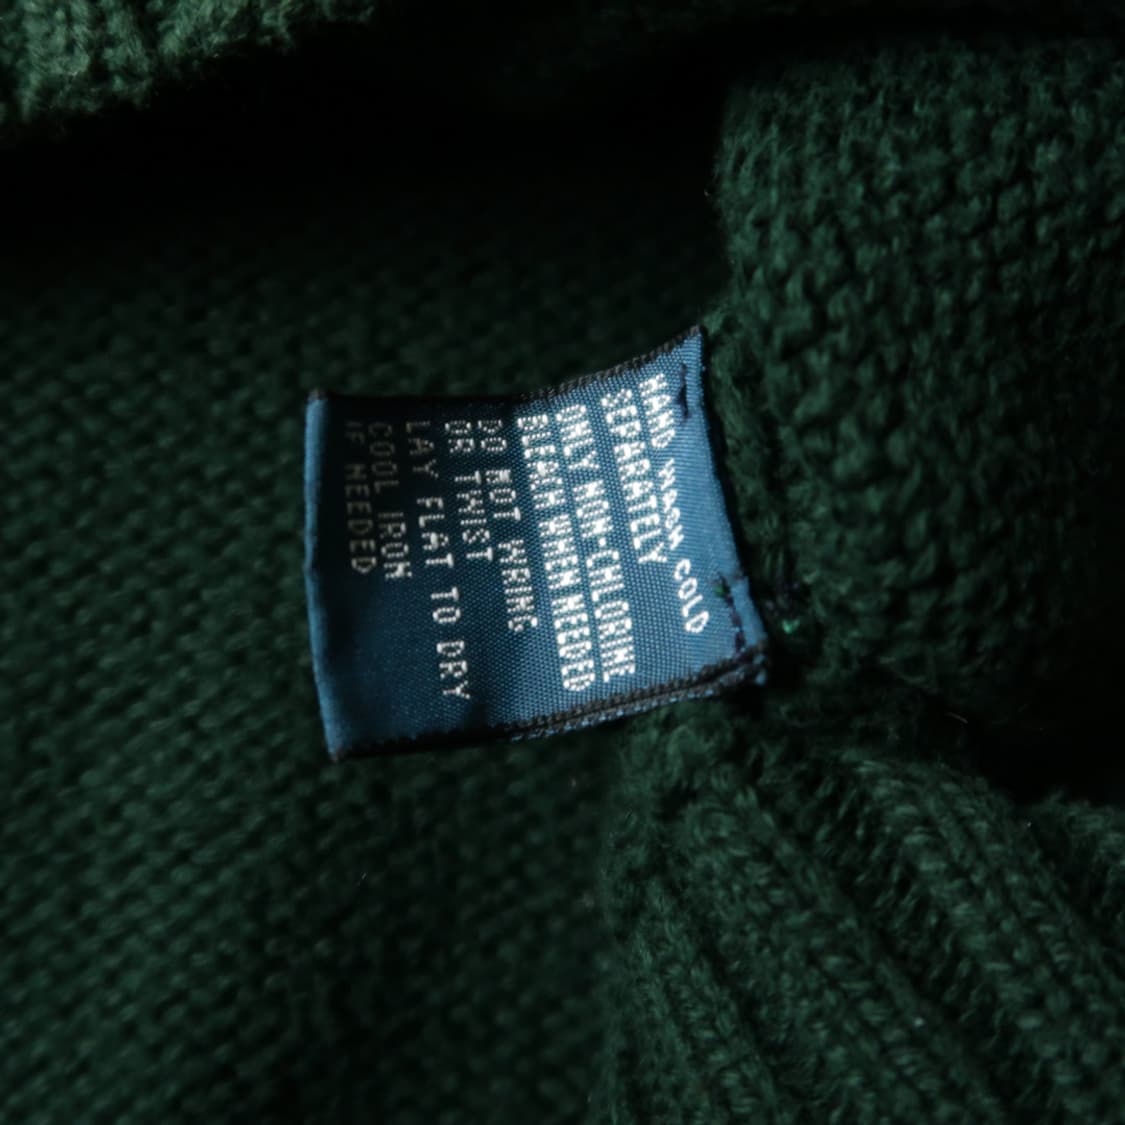 HAND WASH COLD
SEPARATELY
ONLY NON-CHLORINE
BLEACH WHEN NEEDED
DO NOT WRING
OR TWIST
LAY FLAT TO DRY
COOL IRON
IF NEEDED